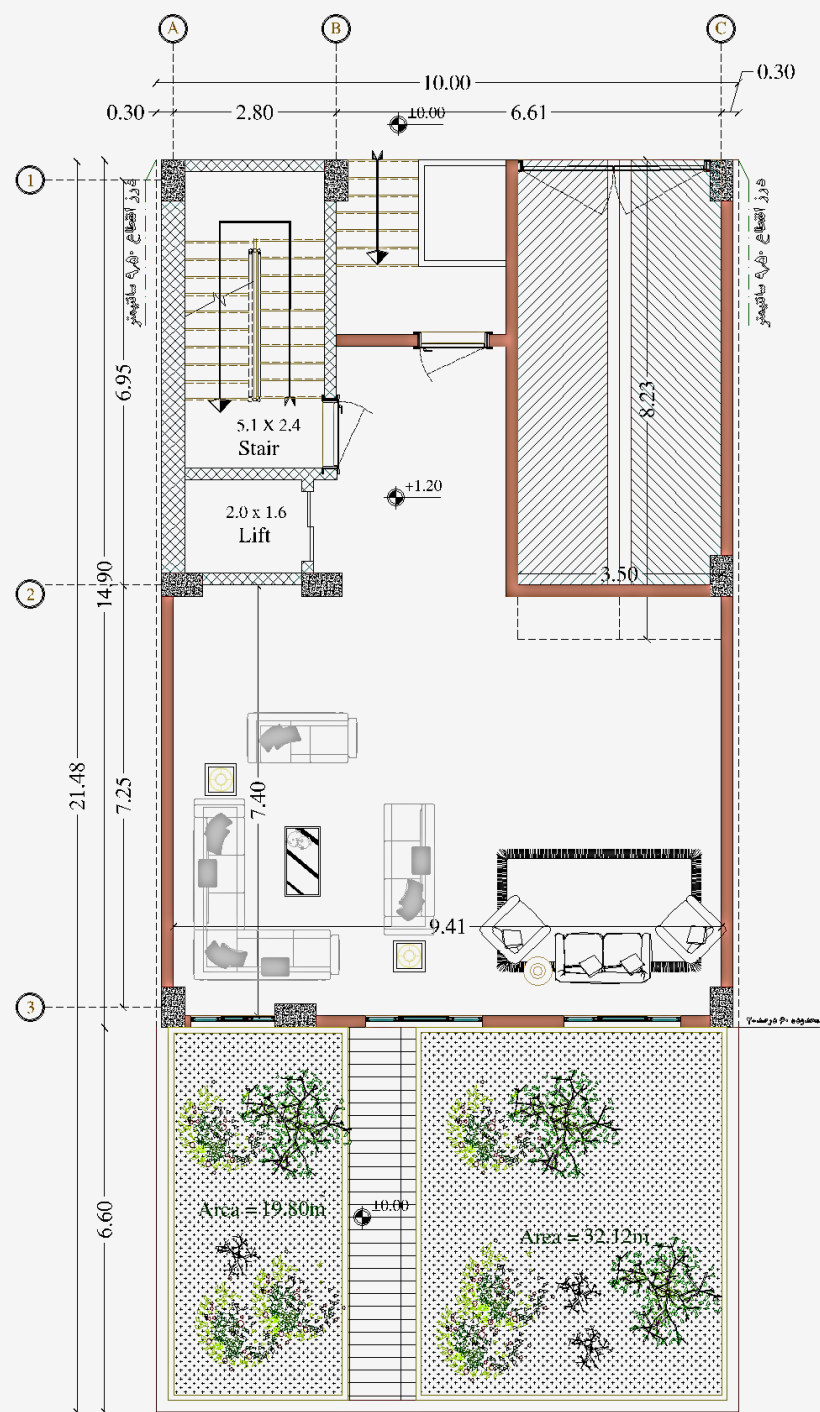 A
B
C
10.00
0.30
0.30
2.80
6.61
±0.00
1
6.95
8.23
5.1 X 2.4
Stair
+1.20
2.0 x 1.6
Lift
3.50
2
14.90
21.48
7.25
7.40
9.41
3
6.60
Area = 19.80m
±0.00
Area = 32.12m